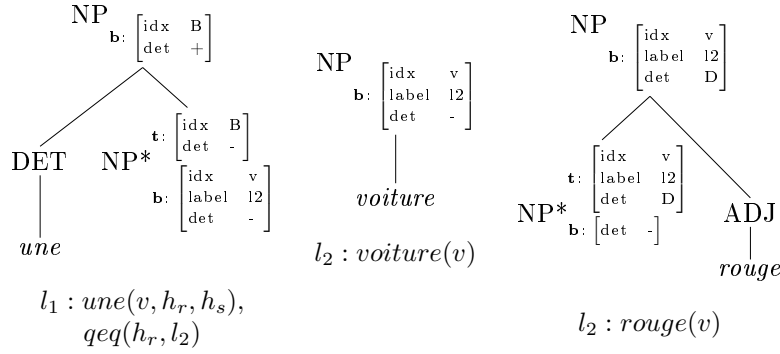 NP
b: [idx B
det +]
DET
NP*
t: [idx B
det -]
b: [idx v
label l2
det -]
une
l₁ : une(v, hᵣ, hₛ),
qeq(hᵣ, l₂)
NP
b: [idx v
label l2
det -]
voiture
l₂ : voiture(v)
NP
b: [idx v
label l2
det D]
NP*
t: [idx v
label l2
det D]
b: [det -]
ADJ
rouge
l₂ : rouge(v)